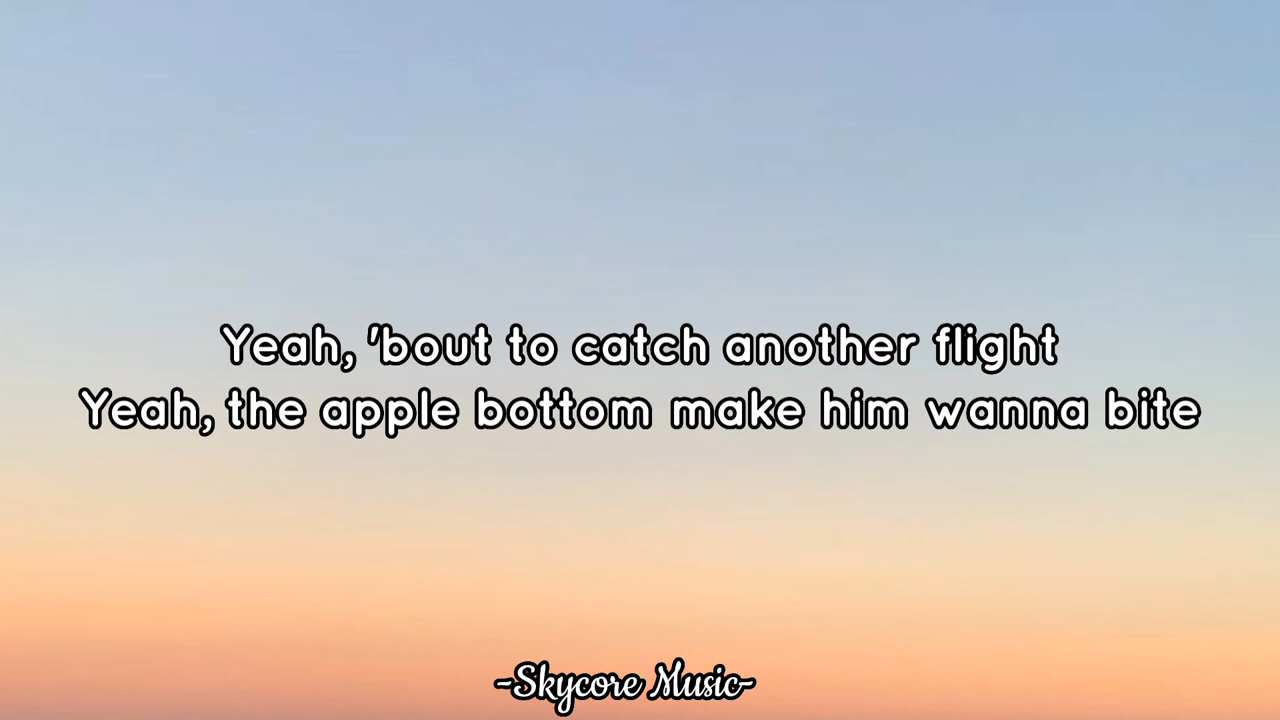 Yeah, 'bout to catch another flight
Yeah, the apple bottom make him wanna bite
~Skycore Music~